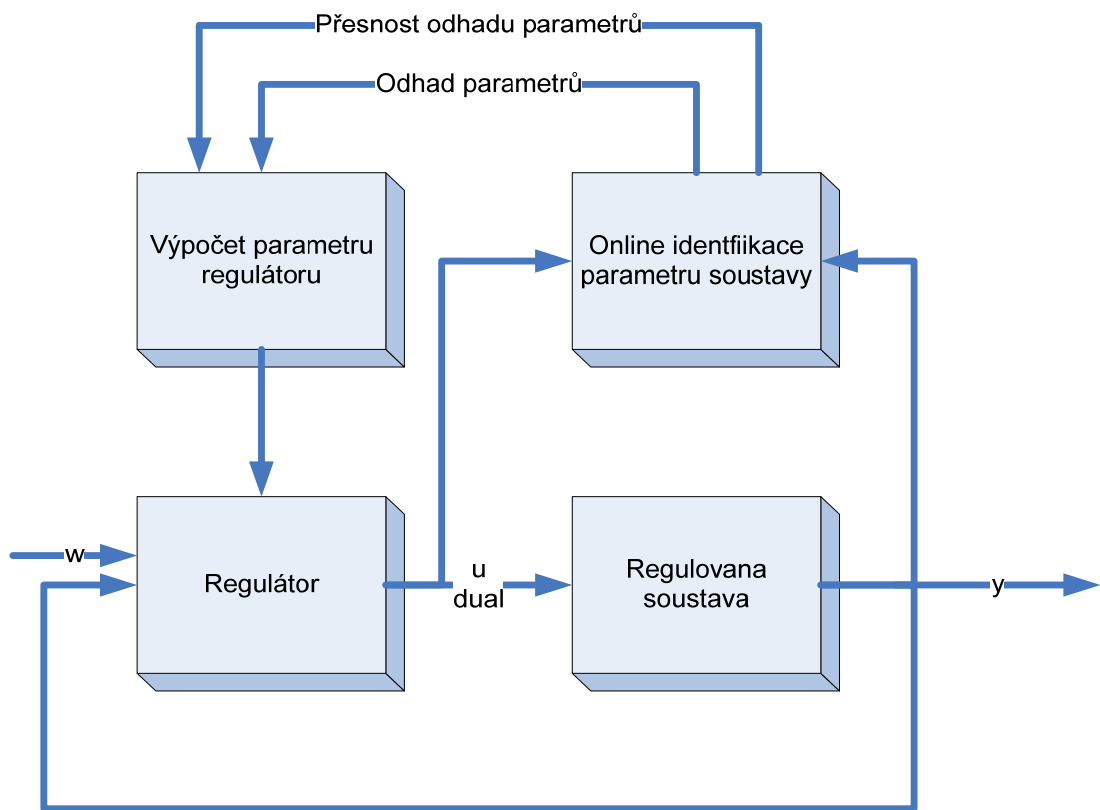 Přesnost odhadu parametrů
Odhad parametrů
Výpočet parametru
regulátoru
Online identfiikace
parametru soustavy
w
Regulátor
u
dual
Regulovana
soustava
y